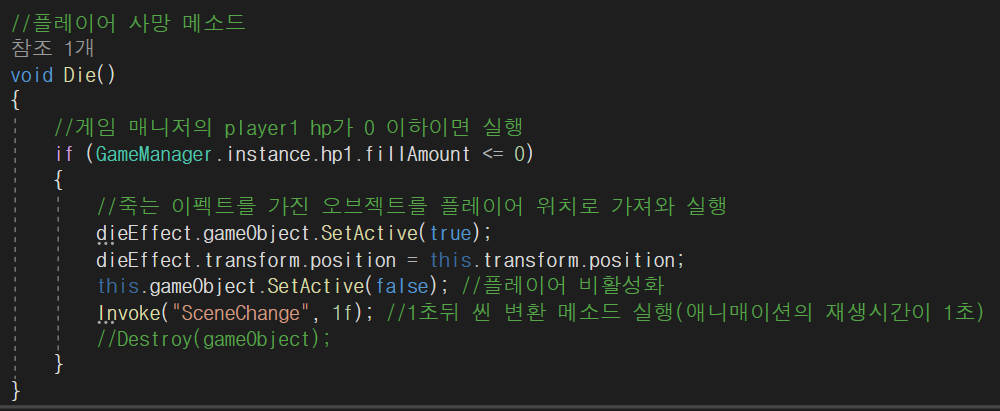 //플레이어 사망 메소드
참조 1개
void Die()
{
//게임 매니저의 player1 hp가 0 이하이면 실행
if (GameManager.instance.hp1.fillAmount <= 0)
{
//죽는 이펙트를 가진 오브젝트를 플레이어 위치로 가져와 실행
dieEffect.gameObject.SetActive(true);
dieEffect.transform.position = this.transform.position;
this.gameObject.SetActive(false); //플레이어 비활성화
Invoke("SceneChange", 1f); //1초뒤 씬 변환 메소드 실행(애니매이션의 재생시간이 1초)
//Destroy(gameObject);
}
}